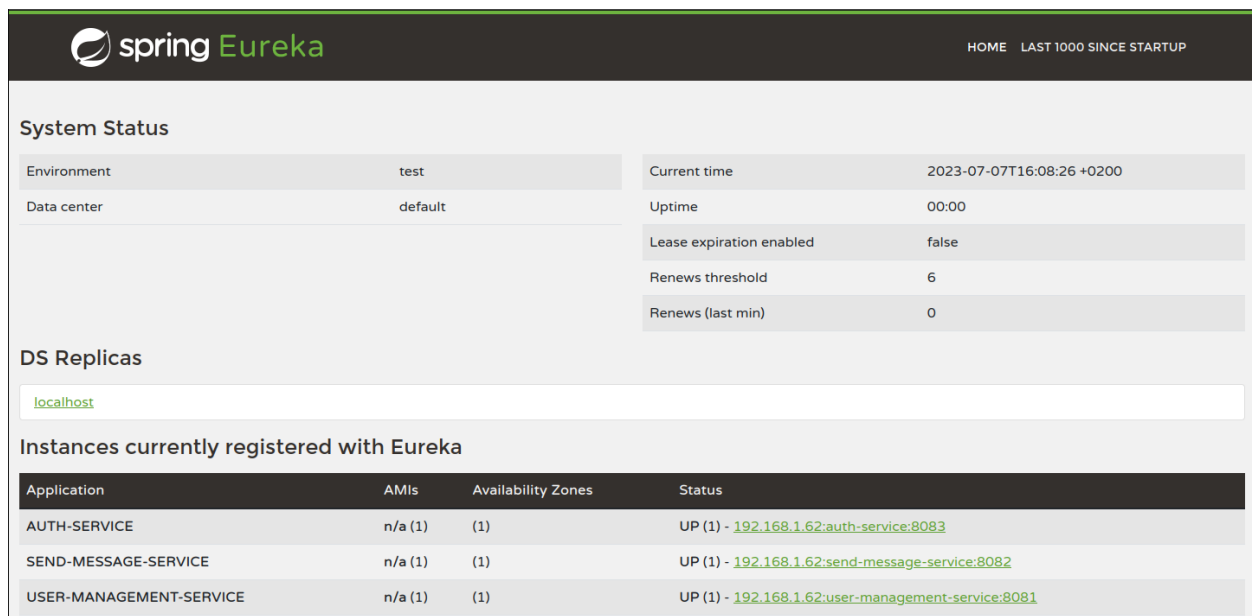 spring Eureka
HOME LAST 1000 SINCE STARTUP
System Status
Environment test
Data center default
Current time 2023-07-07T16:08:26 +0200
Uptime 00:00
Lease expiration enabled false
Renews threshold 6
Renews (last min) 0
DS Replicas
localhost
Instances currently registered with Eureka
Application AMIs Availability Zones Status
AUTH-SERVICE n/a (1) (1) UP (1) - 192.168.1.62:auth-service:8083
SEND-MESSAGE-SERVICE n/a (1) (1) UP (1) - 192.168.1.62:send-message-service:8082
USER-MANAGEMENT-SERVICE n/a (1) (1) UP (1) - 192.168.1.62:user-management-service:8081